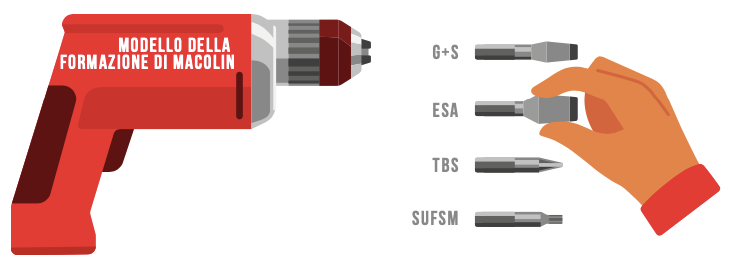 MODELLO DELLA
FORMAZIONE DI MACOLIN
G+S
ESA
TBS
SUFSM